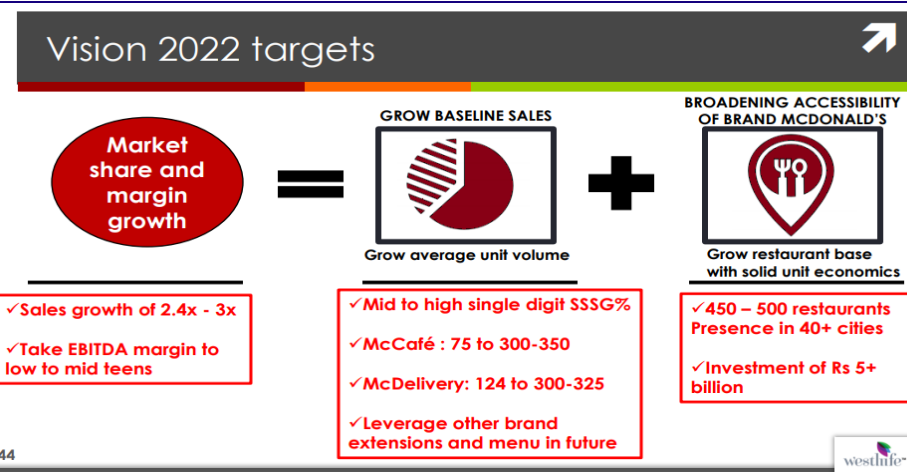 Vision 2022 targets
Market
share and
margin
growth
GROW BASELINE SALES
Grow average unit volume
BROADENING ACCESSIBILITY
OF BRAND MCDONALD'S
Grow restaurant base
with solid unit economics
✓Sales growth of 2.4x - 3x
✓Take EBITDA margin to
low to mid teens
✓Mid to high single digit SSSG%
✓McCafé : 75 to 300-350
✓McDelivery: 124 to 300-325
✓Leverage other brand
extensions and menu in future
✓450 – 500 restaurants
Presence in 40+ cities
✓Investment of Rs 5+
billion
44
westlife